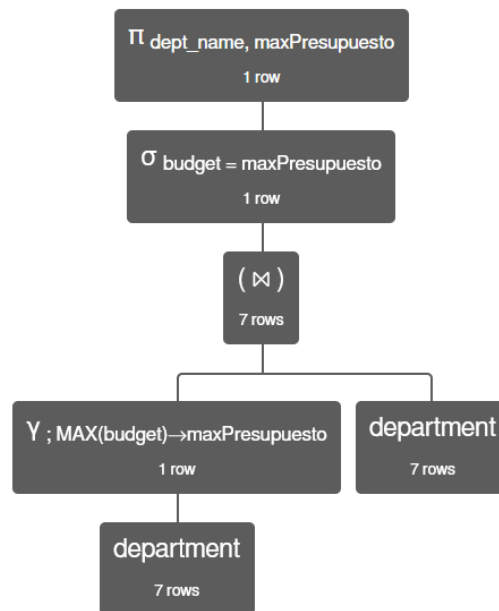 π dept_name, maxPresupuesto
1 row
σ budget = maxPresupuesto
1 row
( ⋈ )
7 rows
γ ; MAX(budget)→maxPresupuesto
1 row
department
7 rows
department
7 rows